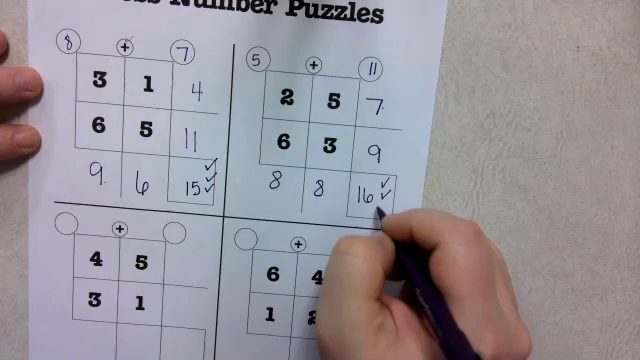 Number Puzzles
8 + 7
3 1 4
6 5 11
9 6 15 ✓✓✓
5 + 11
2 5 7
6 3 9
8 8 16 ✓✓
+
4 5
3 1
+
6 4
1